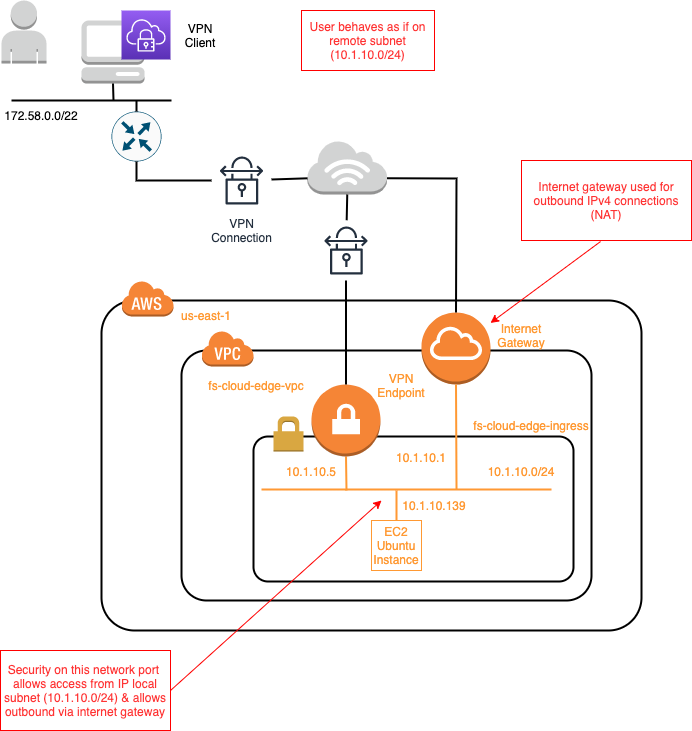 VPN
Client
User behaves as if on
remote subnet
(10.1.10.0/24)
172.58.0.0/22
VPN
Connection
Internet gateway used for
outbound IPv4 connections
(NAT)
AWS
us-east-1
Internet
Gateway
VPC
fs-cloud-edge-vpc
VPN
Endpoint
fs-cloud-edge-ingress
10.1.10.5
10.1.10.1
10.1.10.0/24
10.1.10.139
EC2
Ubuntu
Instance
Security on this network port
allows access from IP local
subnet (10.1.10.0/24) & allows
outbound via internet gateway